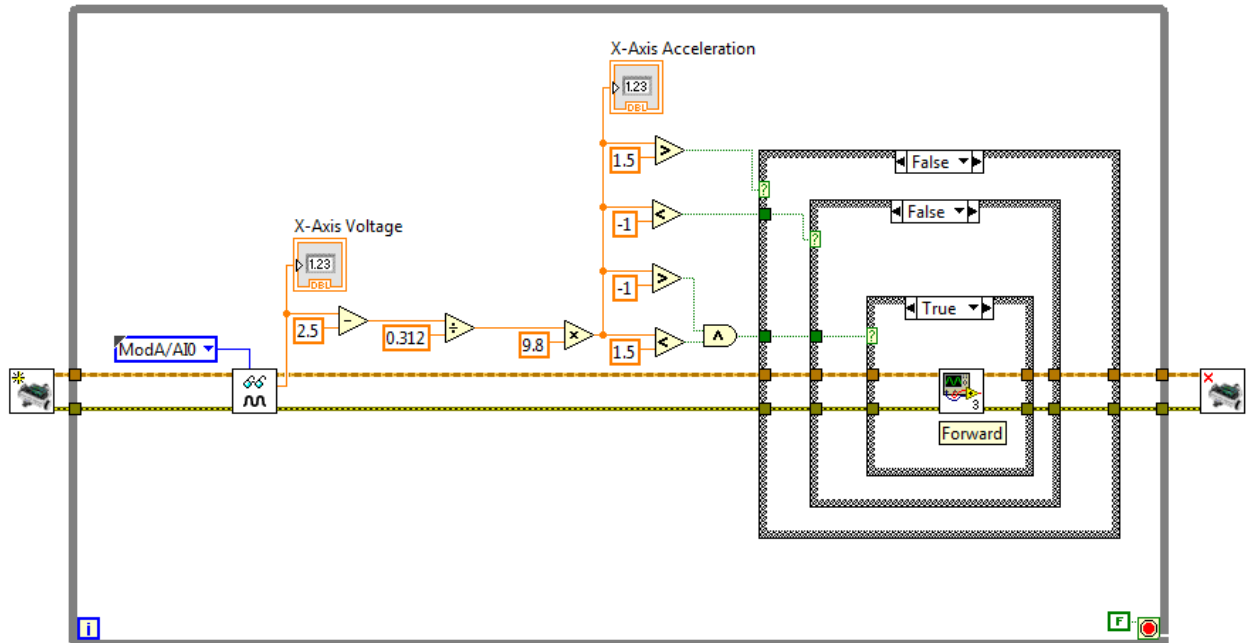 X-Axis Acceleration
1.23
DBL
False
1.5
>
?
False
X-Axis Voltage
-1
<
?
1.23
DBL
-1
>
True
2.5
−
0.312
÷
9.8
×
1.5
<
∧
?
ModA/AI0
3
Forward
i
F